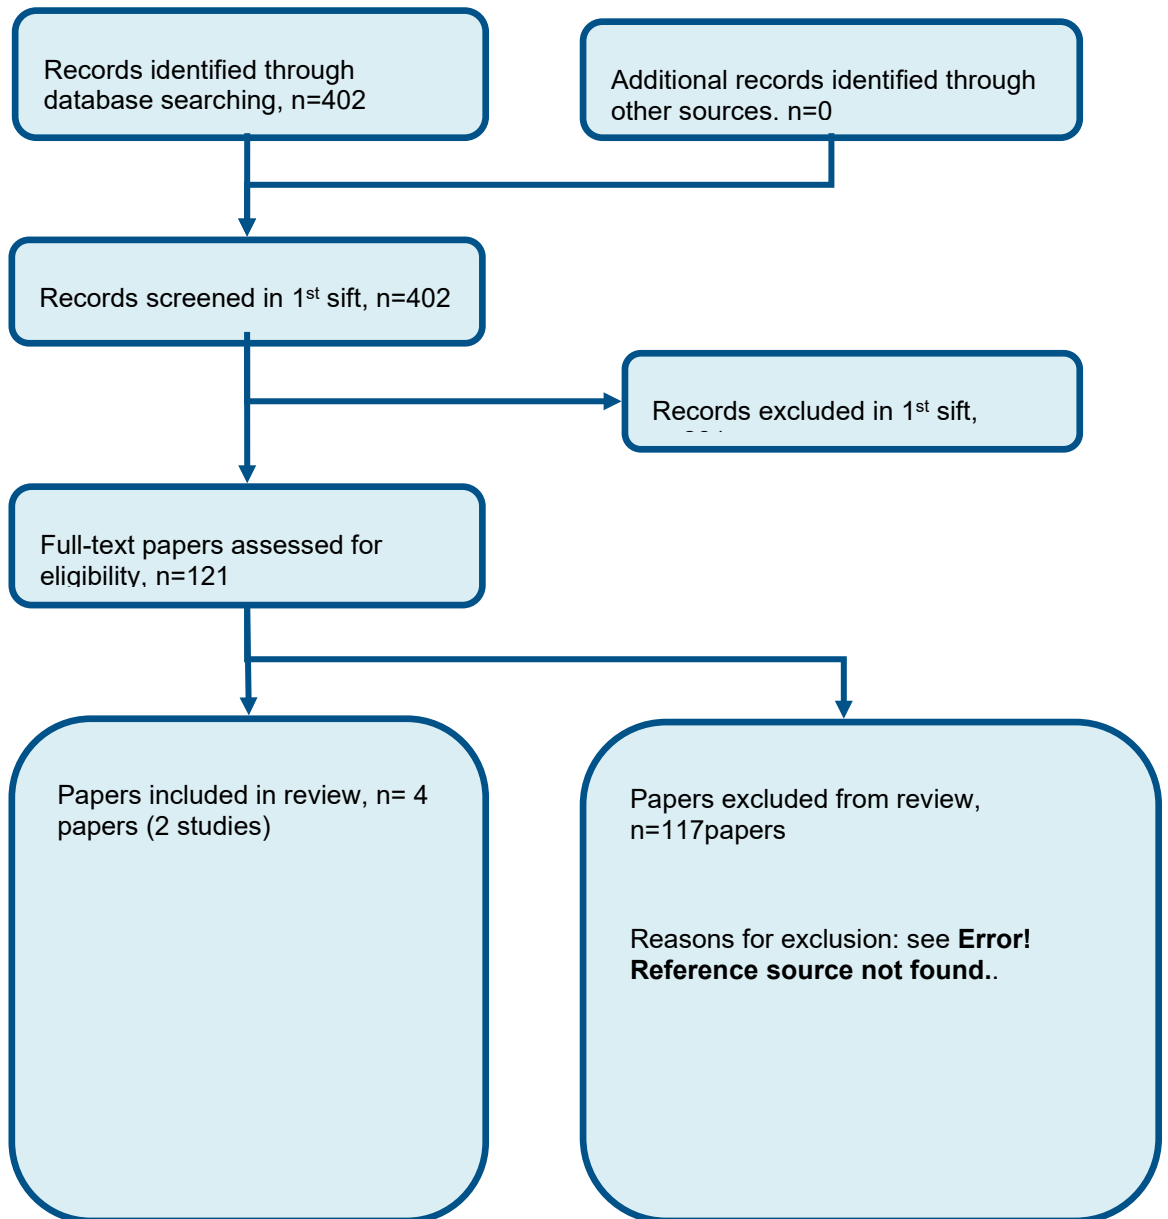 Records identified through
database searching, n=402
Additional records identified through
other sources. n=0
Records screened in 1st sift, n=402
Records excluded in 1st sift,
Full-text papers assessed for
eligibility, n=121
Papers included in review, n= 4
papers (2 studies)
Papers excluded from review,
n=117papers
Reasons for exclusion: see Error!
Reference source not found..